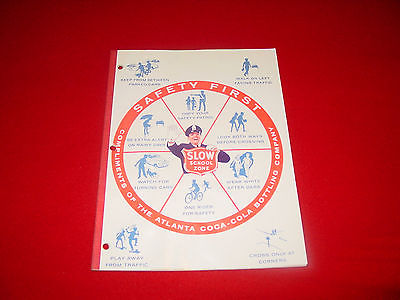 KEEP FROM BETWEEN
PARKED CARS
WALK ON LEFT
FACING TRAFFIC
SAFETY FIRST
OBEY YOUR
SAFETY PATROL
BE EXTRA ALERT
ON RAINY DAYS
LOOK BOTH WAYS
BEFORE CROSSING
SLOW
SCHOOL
ZONE
WATCH FOR
TURNING CARS
WEAR WHITE
AFTER DARK
ONE RIDER
FOR SAFETY
COMPLIMENTS OF THE ATLANTA COCA-COLA BOTTLING COMPANY
PLAY AWAY
FROM TRAFFIC
CROSS ONLY AT
CORNERS